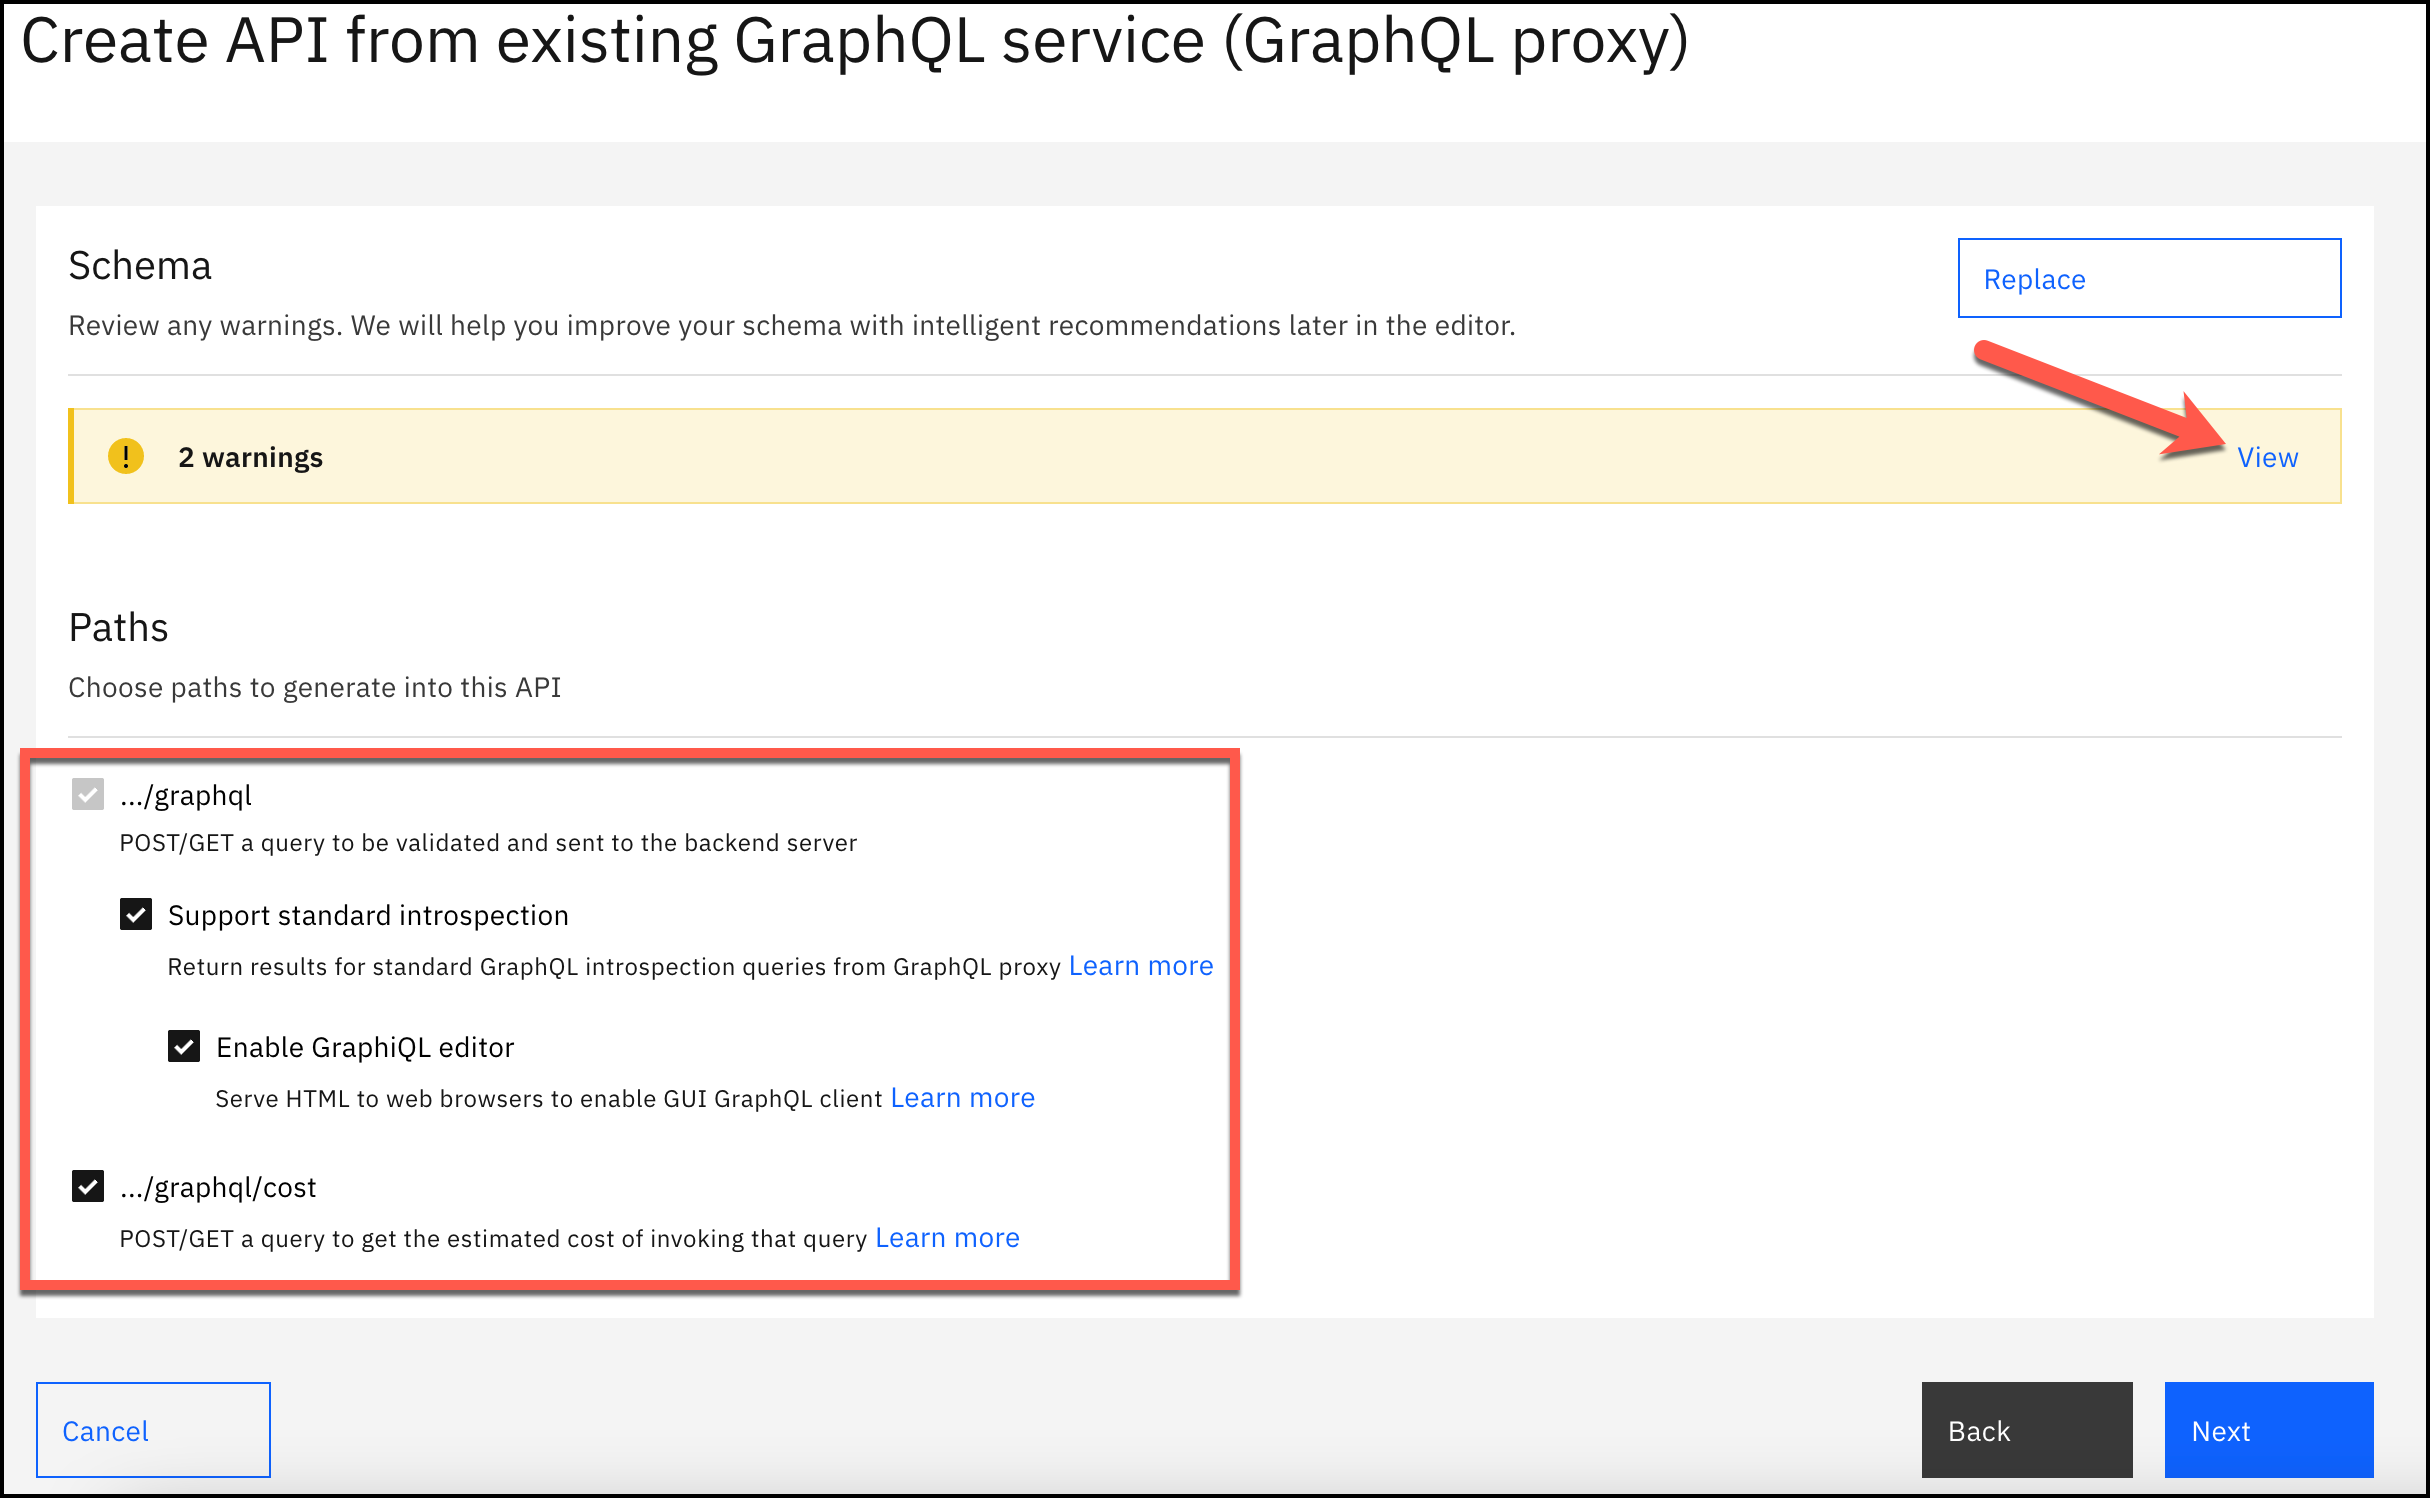 Create API from existing GraphQL service (GraphQL proxy)
Schema
Replace
Review any warnings. We will help you improve your schema with intelligent recommendations later in the editor.
! 2 warnings
View
Paths
Choose paths to generate into this API
.../graphql
POST/GET a query to be validated and sent to the backend server
Support standard introspection
Return results for standard GraphQL introspection queries from GraphQL proxy Learn more
Enable GraphiQL editor
Serve HTML to web browsers to enable GUI GraphQL client Learn more
.../graphql/cost
POST/GET a query to get the estimated cost of invoking that query Learn more
Cancel
Back
Next